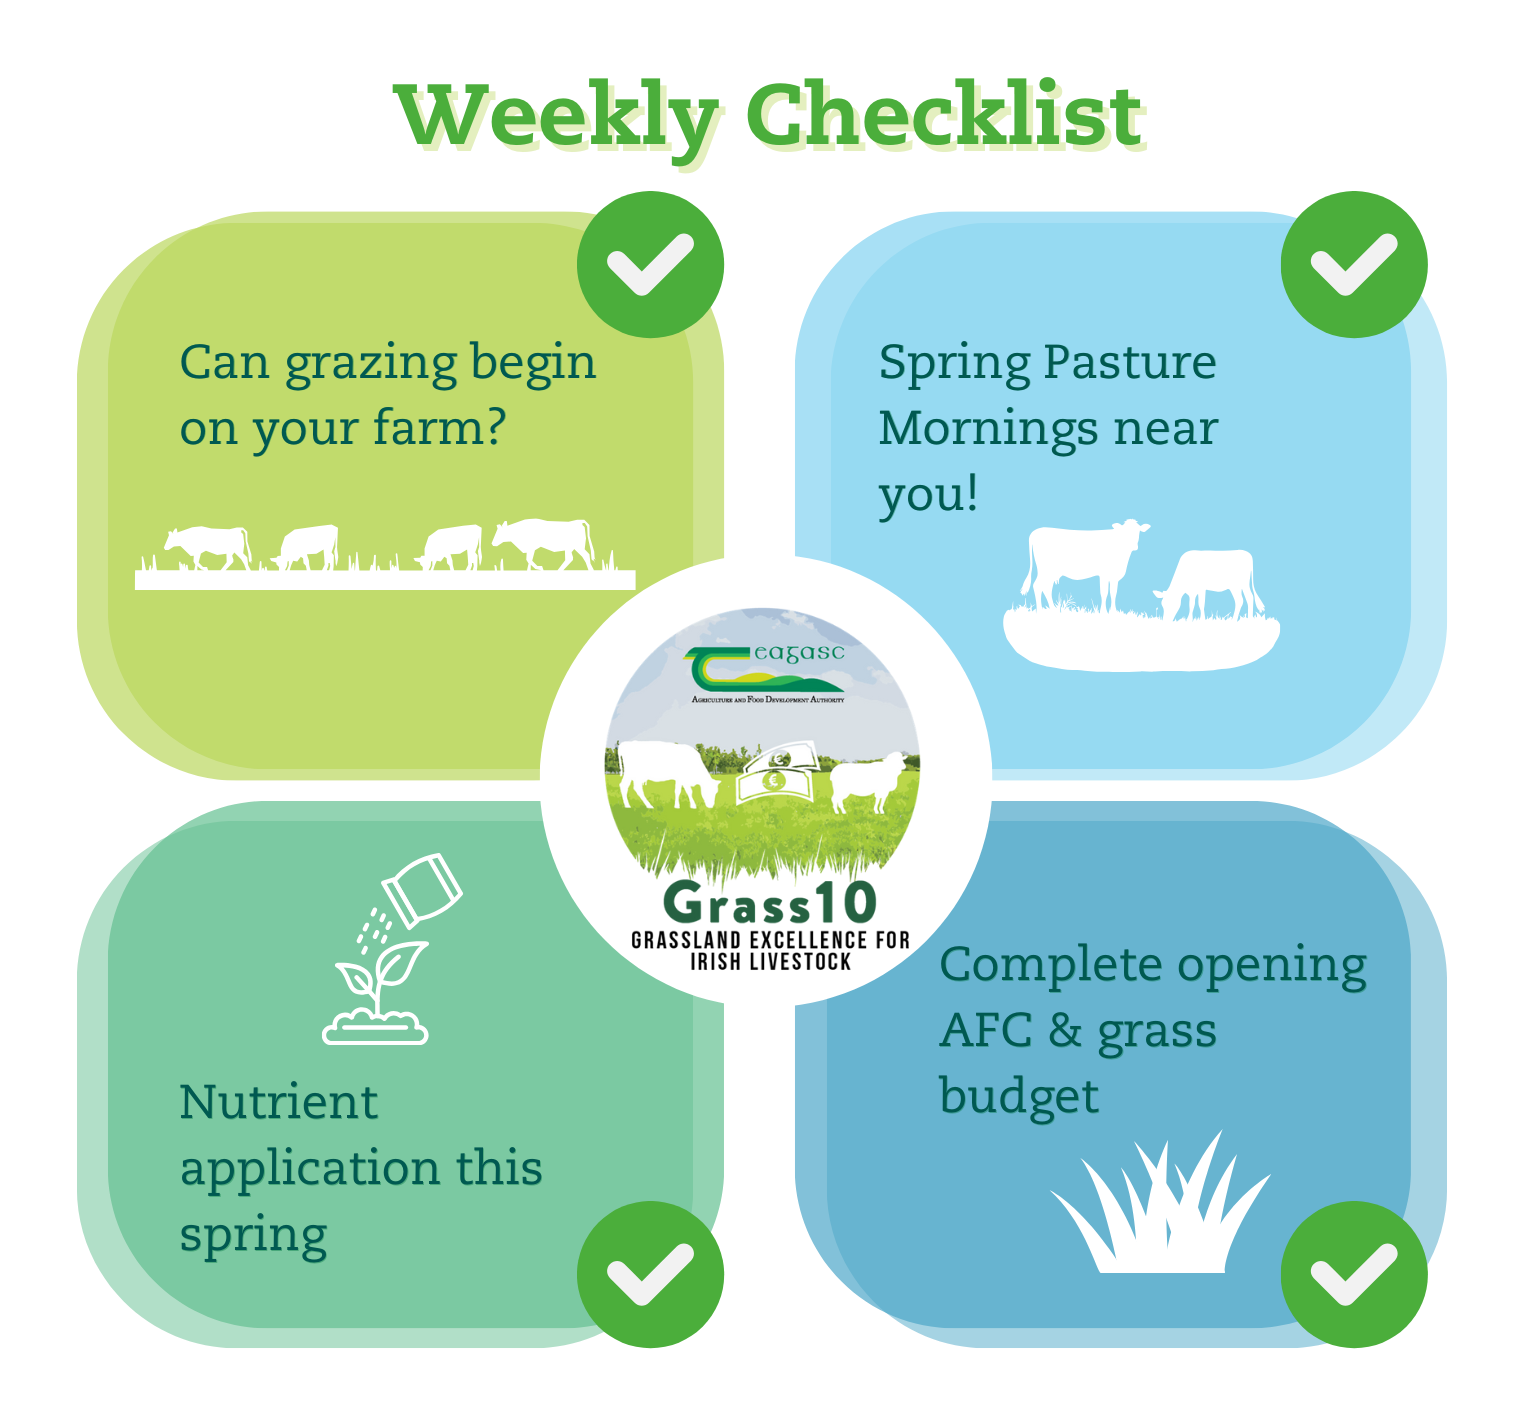 Weekly Checklist
Can grazing begin
on your farm?
Spring Pasture
Mornings near
you!
eagasc
Agriculture and Food Development Authority
€
€
Grass10
GRASSLAND EXCELLENCE FOR
IRISH LIVESTOCK
Nutrient
application this
spring
Complete opening
AFC & grass
budget